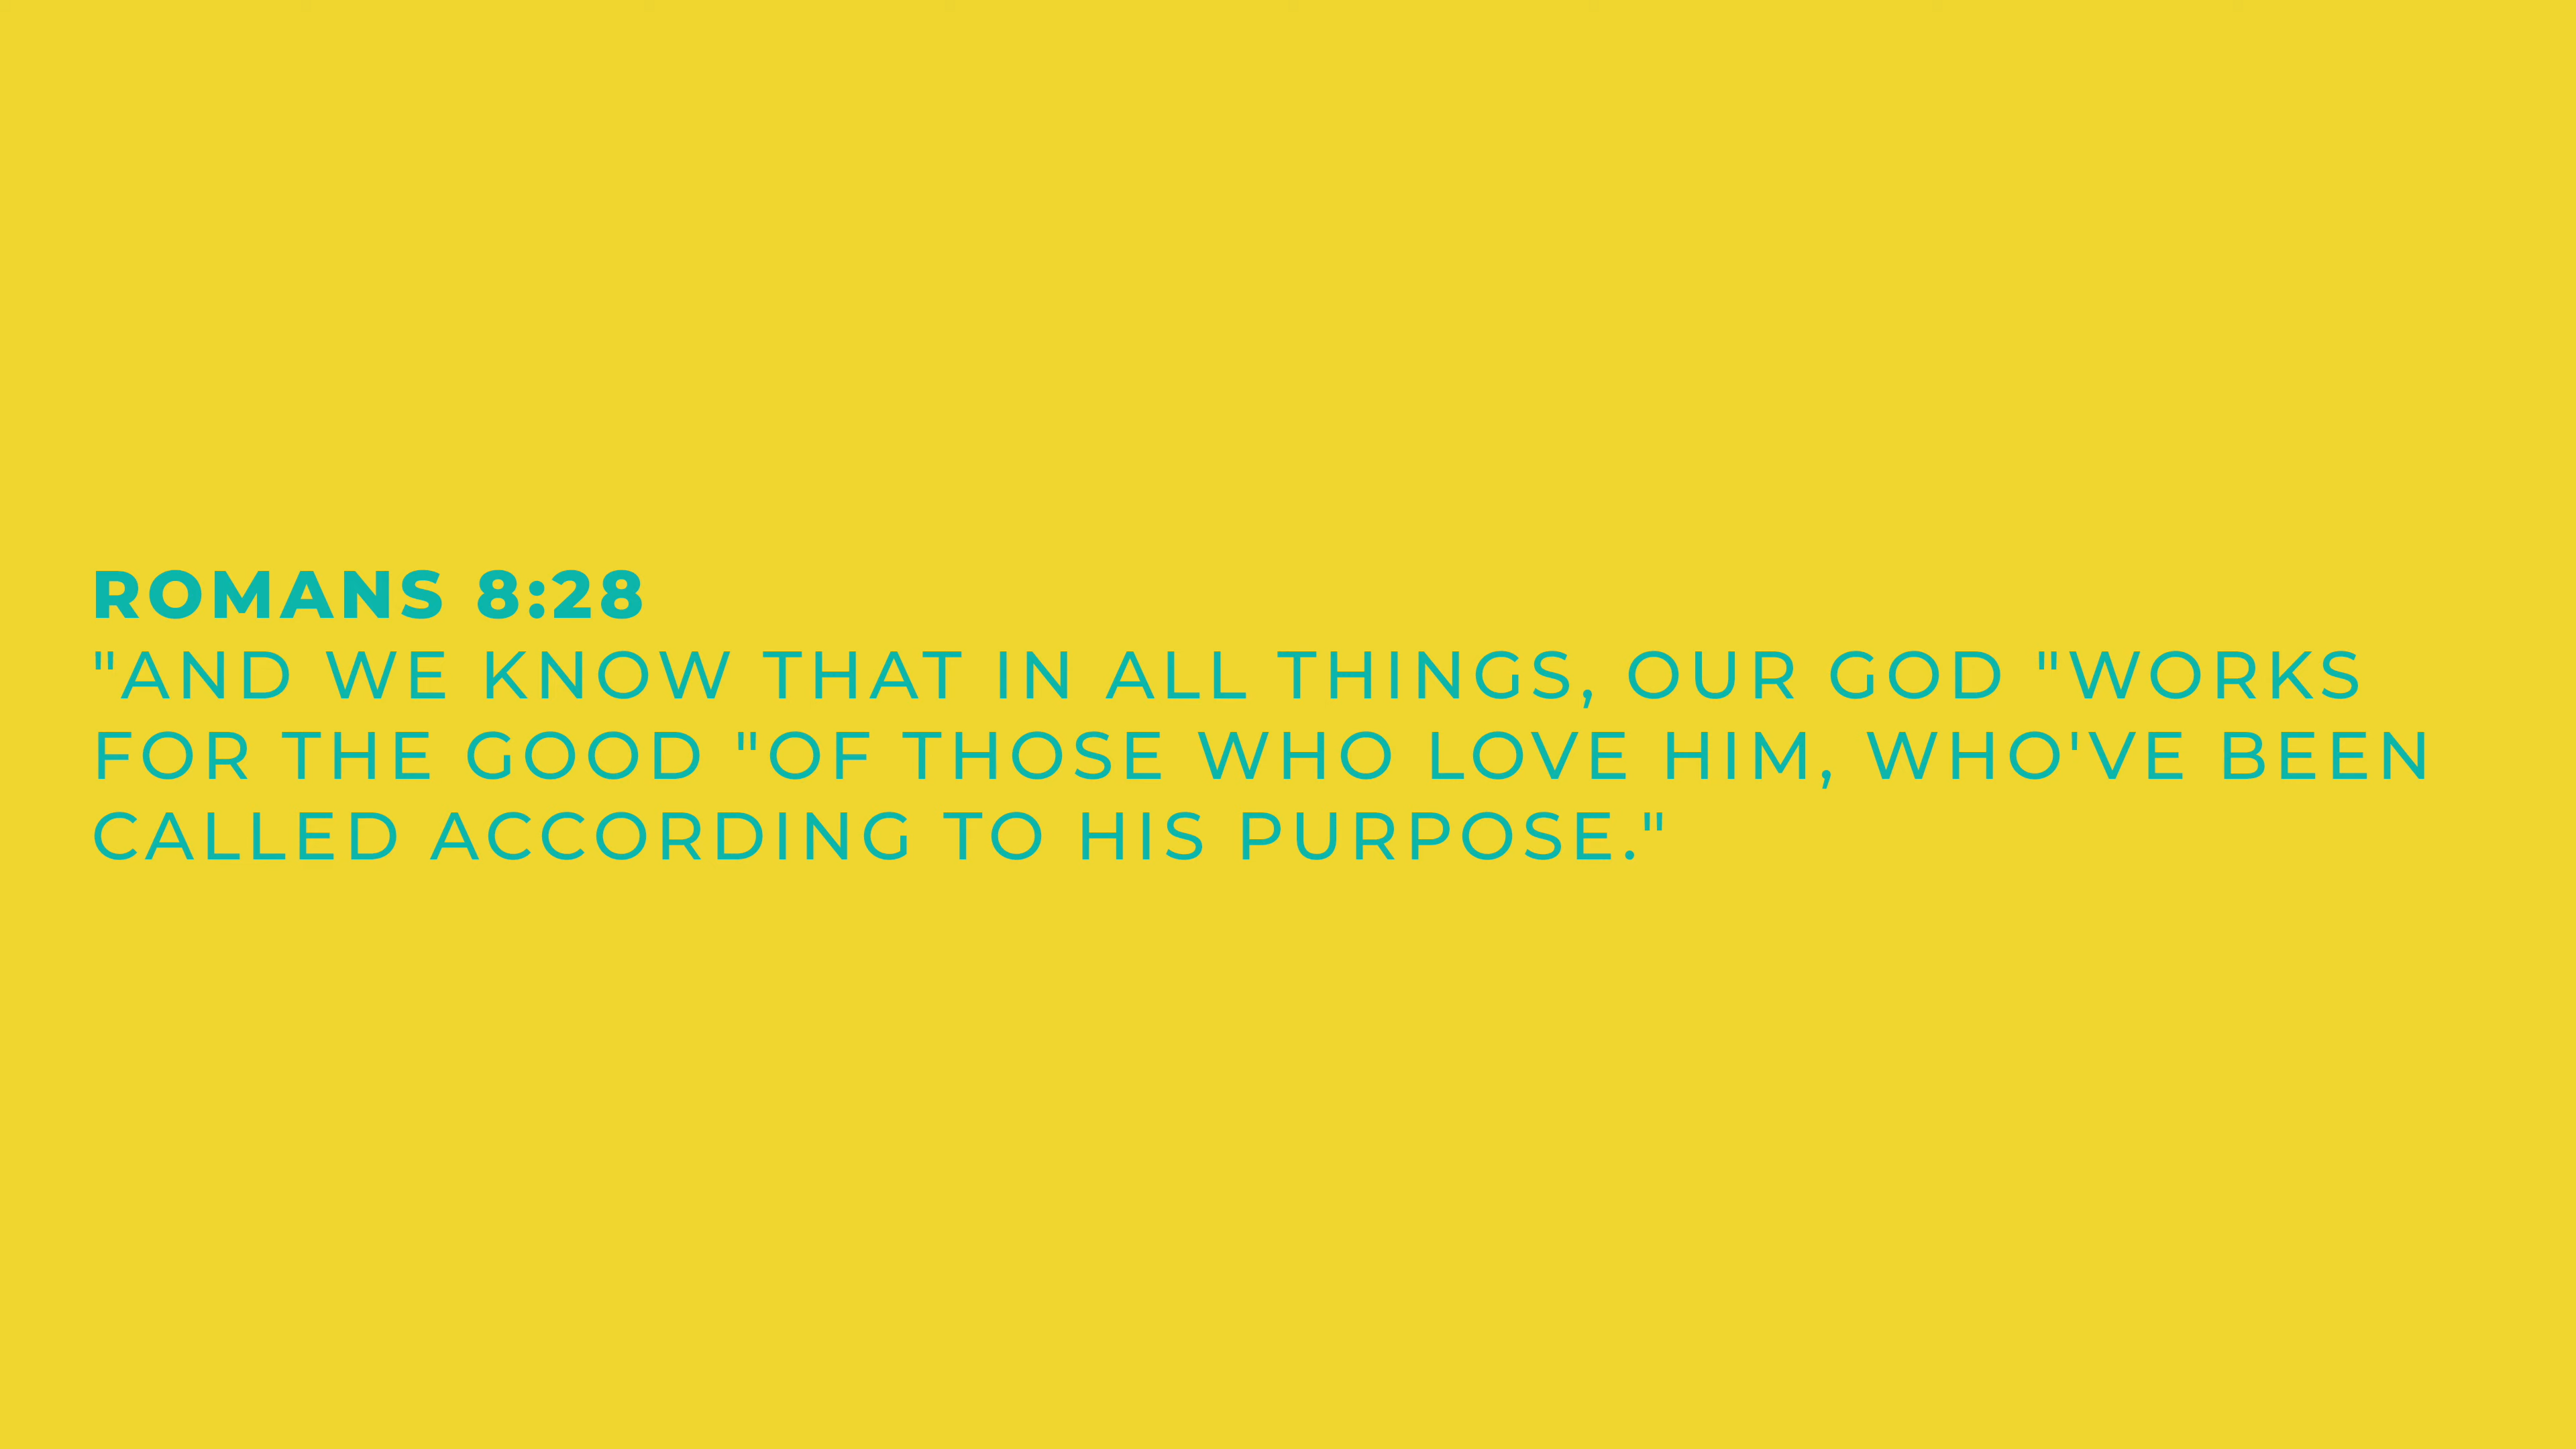 ROMANS 8:28
"AND WE KNOW THAT IN ALL THINGS, OUR GOD "WORKS
FOR THE GOOD "OF THOSE WHO LOVE HIM, WHO'VE BEEN
CALLED ACCORDING TO HIS PURPOSE."